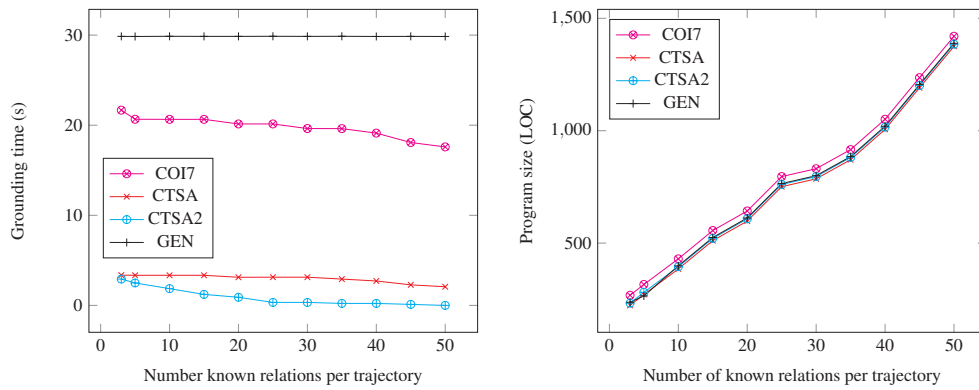 Grounding time (s)
30
20
10
0
COI7
CTSA
CTSA2
GEN
0
10
20
30
40
50
Number known relations per trajectory
Program size (LOC)
1,500
1,000
500
COI7
CTSA
CTSA2
GEN
0
10
20
30
40
50
Number of known relations per trajectory